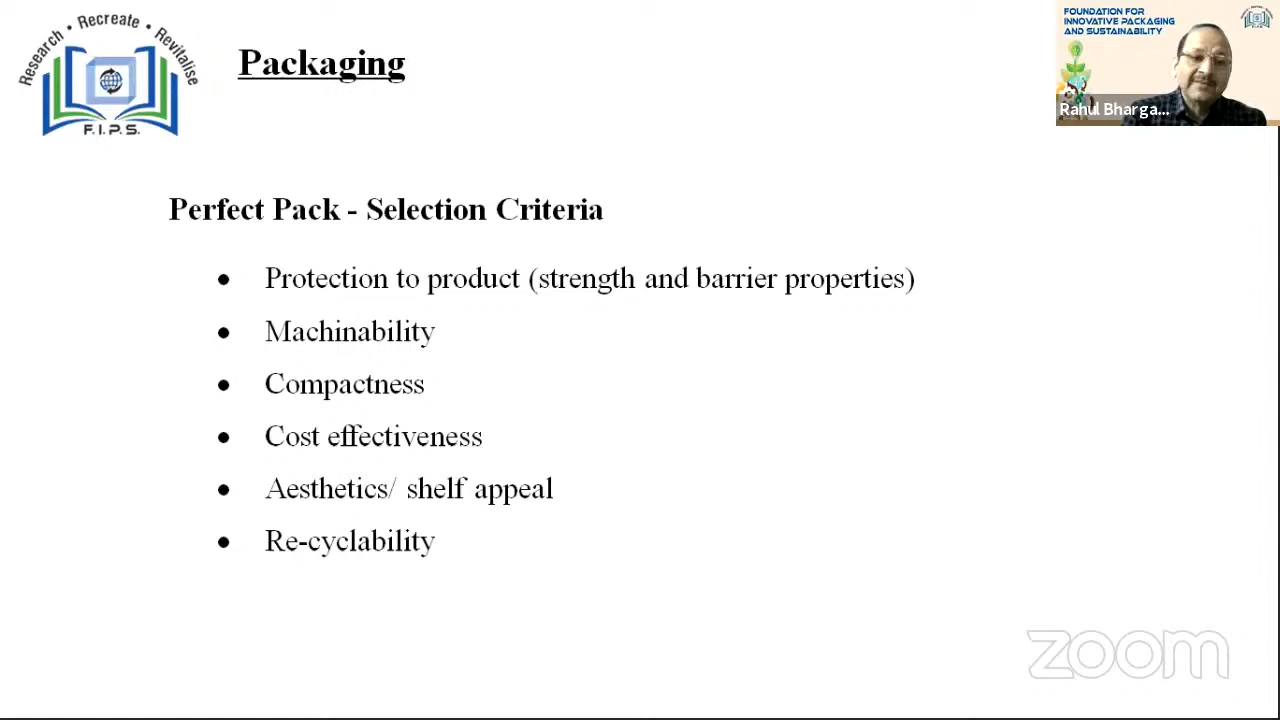 Research • Recreate • Revitalise
F.I.P.S.
Packaging
FOUNDATION FOR
INNOVATIVE PACKAGING
AND SUSTAINABILITY
Rahul Bharga...
Perfect Pack - Selection Criteria
• Protection to product (strength and barrier properties)
• Machinability
• Compactness
• Cost effectiveness
• Aesthetics/ shelf appeal
• Re-cyclability
zoom